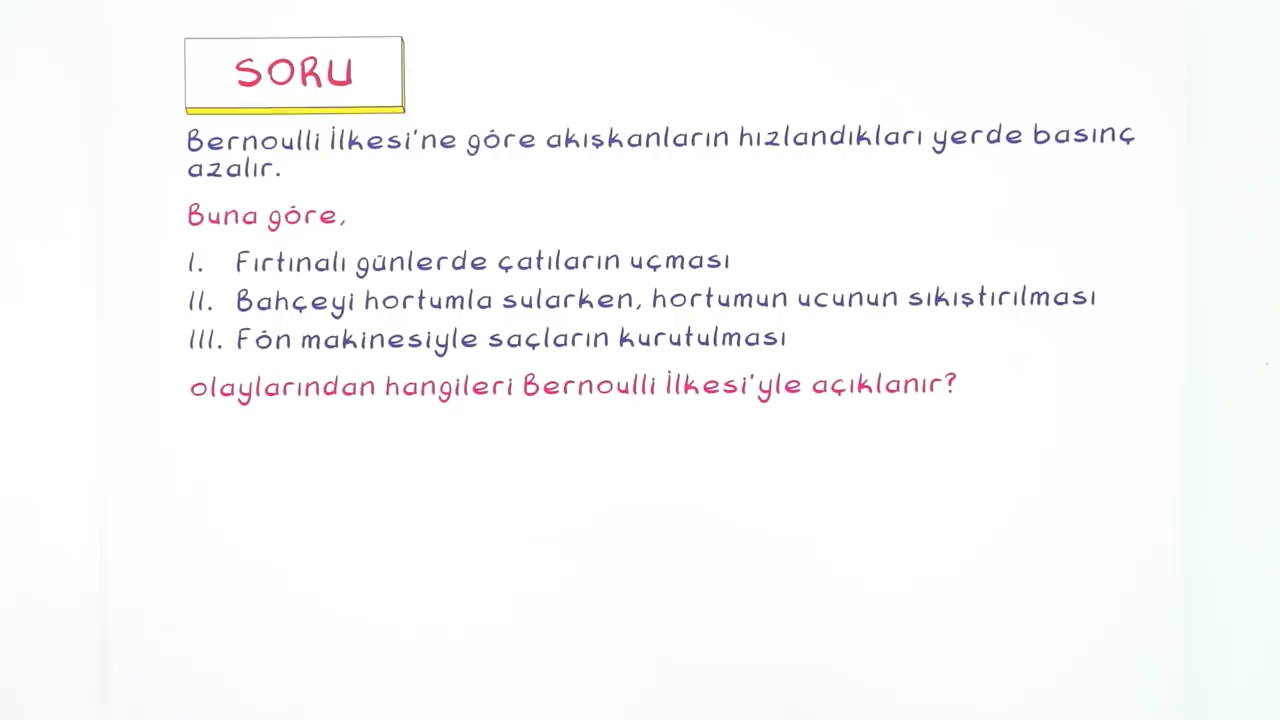 SORU
Bernoulli İlkesi'ne göre akışkanların hızlandıkları yerde basınç
azalır.
Buna göre,
I. Fırtınalı günlerde çatıların uçması
II. Bahçeyi hortumla sularken, hortumun ucunun sıkıştırılması
III. Fön makinesiyle saçların kurutulması
olaylarından hangileri Bernoulli İlkesi'yle açıklanır?